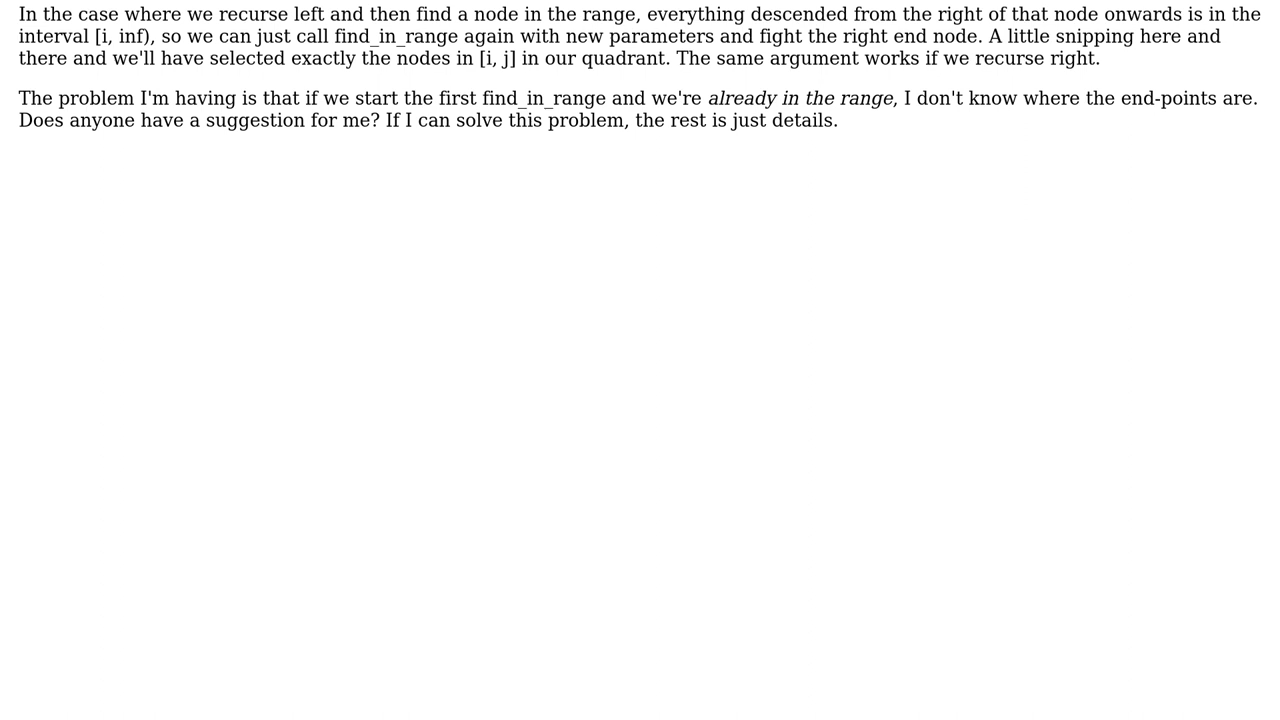 In the case where we recurse left and then find a node in the range, everything descended from the right of that node onwards is in the
interval [i, inf), so we can just call find_in_range again with new parameters and fight the right end node. A little snipping here and
there and we'll have selected exactly the nodes in [i, j] in our quadrant. The same argument works if we recurse right.
The problem I'm having is that if we start the first find_in_range and we're already in the range, I don't know where the end-points are.
Does anyone have a suggestion for me? If I can solve this problem, the rest is just details.